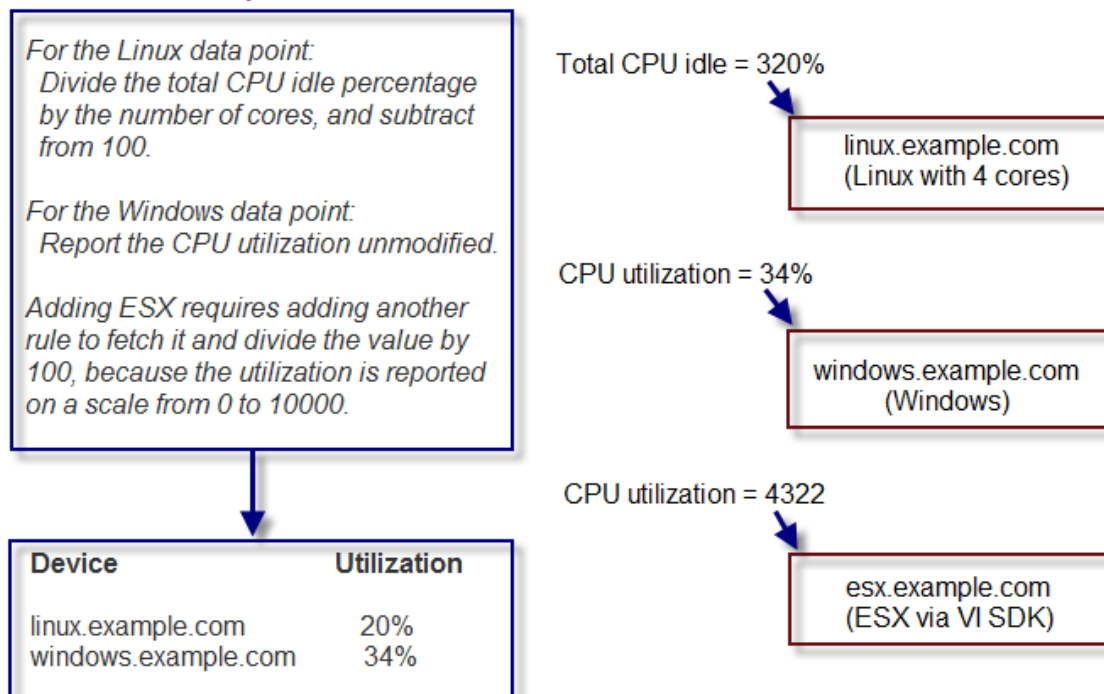 For the Linux data point:
Divide the total CPU idle percentage
by the number of cores, and subtract
from 100.
For the Windows data point:
Report the CPU utilization unmodified.
Adding ESX requires adding another
rule to fetch it and divide the value by
100, because the utilization is reported
on a scale from 0 to 10000.
Device Utilization
linux.example.com 20%
windows.example.com 34%
Total CPU idle = 320%
linux.example.com
(Linux with 4 cores)
CPU utilization = 34%
windows.example.com
(Windows)
CPU utilization = 4322
esx.example.com
(ESX via VI SDK)